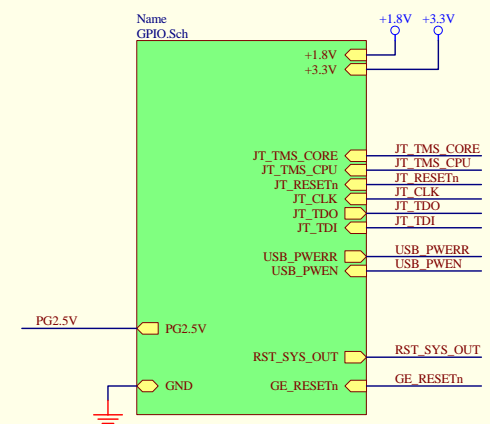 Name
GPIO.Sch
+1.8V +3.3V
+1.8V
+3.3V
JT_TMS_CORE JT_TMS_CORE
JT_TMS_CPU JT_TMS_CPU
JT_RESETn JT_RESETn
JT_CLK JT_CLK
JT_TDO JT_TDO
JT_TDI JT_TDI
USB_PWERR USB_PWERR
USB_PWEN USB_PWEN
PG2.5V PG2.5V
RST_SYS_OUT RST_SYS_OUT
GND GE_RESETn GE_RESETn